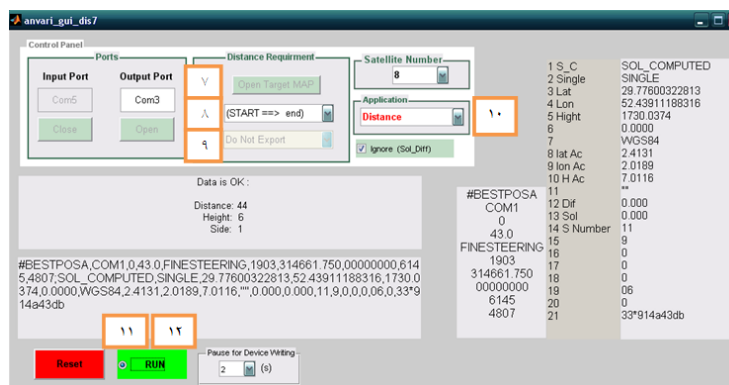 anvari_gui_dis7
Control Panel
Ports
Input Port
Output Port
Com5
Com3
Close
Open
۷
۸
۹
Distance Requirment
Open Target MAP
(START ==> end)
Do Not Export
Satellite Number
8
Application
Distance
Ignore (Sol_Diff)
۱۰
Data is OK :
Distance: 44
Height: 6
Side: 1
#BESTPOSA,COM1,0,43.0,FINESTEERING,1903,314661.750,00000000,614
5,4807;SOL_COMPUTED,SINGLE,29.77600322813,52.43911188316,1730.0
374,0.0000,WGS84,2.4131,2.0189,7.0116,"",0.000,0.000,11,9,0,0,0,06,0,33*9
14a43db
۱۱
۱۲
Reset
RUN
Pause for Device Writing
2 (s)
#BESTPOSA
COM1
0
43.0
FINESTEERING
1903
314661.750
00000000
6145
4807
1 S_C SOL_COMPUTED
2 Single SINGLE
3 Lat 29.77600322813
4 Lon 52.43911188316
5 Hight 1730.0374
6 0.0000
7 WGS84
8 lat Ac 2.4131
9 lon Ac 2.0189
10 H Ac 7.0116
11 ""
12 Dif 0.000
13 Sol 0.000
14 S Number 11
15 9
16 0
17 0
18 0
19 06
20 0
21 33*914a43db